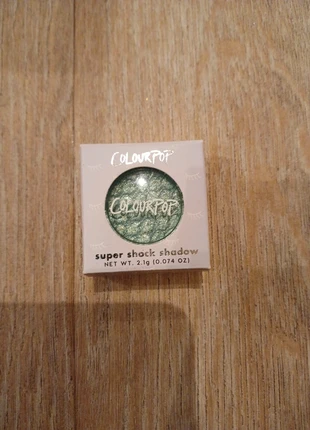 COLOURPOP
COLOURPOP
super shock shadow
NET WT. 2.1g (0.074 OZ)